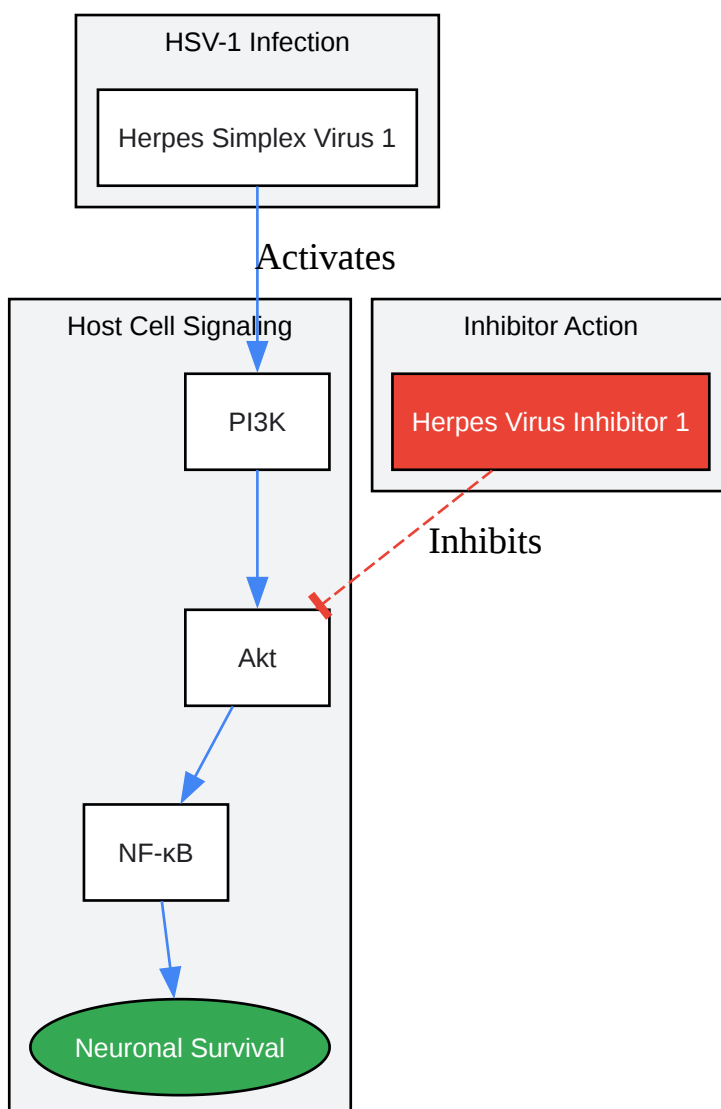 HSV-1 Infection
Herpes Simplex Virus 1
Activates
Host Cell Signaling
Inhibitor Action
PI3K
Herpes Virus Inhibitor 1
Inhibits
Akt
NF-κB
Neuronal Survival